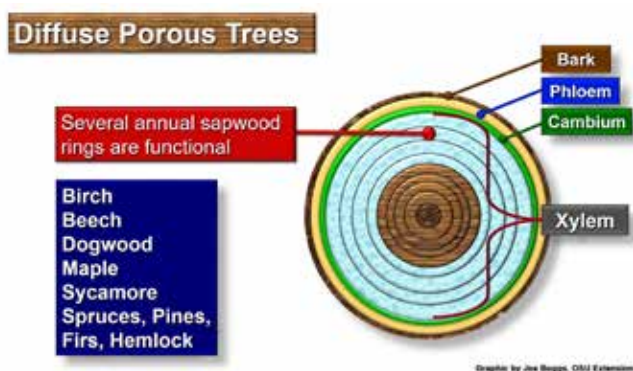 Diffuse Porous Trees
Bark
Phloem
Cambium
Several annual sapwood
rings are functional
Xylem
Birch
Beech
Dogwood
Maple
Sycamore
Spruces, Pines,
Firs, Hemlock
Graphic by Joe Boggs, OSU Extension